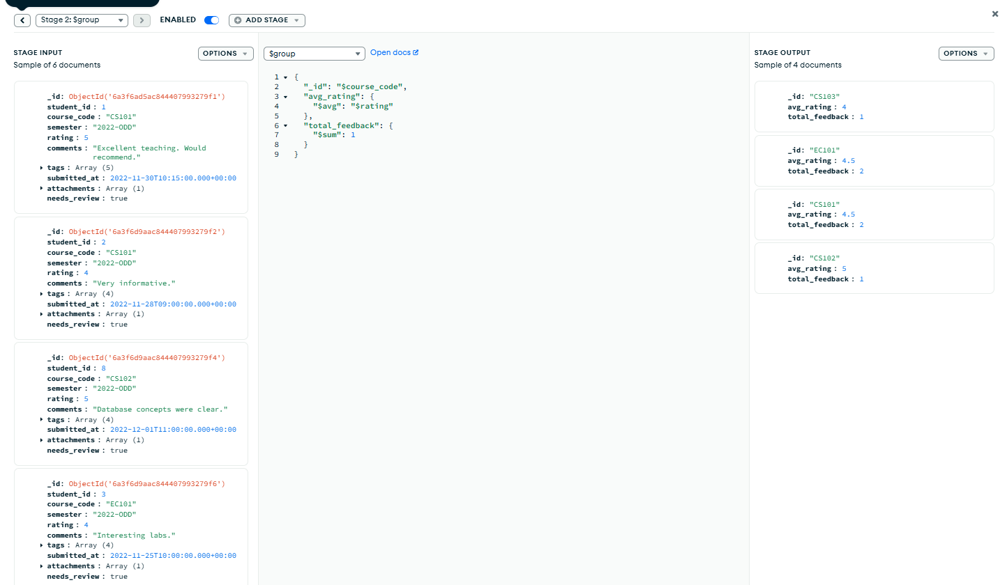 Stage 2: $group
ENABLED
ADD STAGE
STAGE INPUT
OPTIONS
Sample of 6 documents
_id: ObjectId('6a3f6ad5ac844407993279f1')
student_id : 1
course_code : "CS101"
semester : "2022-ODD"
rating : 5
comments : "Excellent teaching. Would
recommend."
tags : Array (5)
submitted_at : 2022-11-30T10:15:00.000+00:00
attachments : Array (1)
needs_review : true
_id: ObjectId('6a3f6d9aac844407993279f2')
student_id : 2
course_code : "CS101"
semester : "2022-ODD"
rating : 4
comments : "Very informative."
tags : Array (4)
submitted_at : 2022-11-28T09:00:00.000+00:00
attachments : Array (1)
needs_review : true
_id: ObjectId('6a3f6d9aac844407993279f4')
student_id : 8
course_code : "CS102"
semester : "2022-ODD"
rating : 5
comments : "Database concepts were clear."
tags : Array (4)
submitted_at : 2022-12-01T11:00:00.000+00:00
attachments : Array (1)
needs_review : true
_id: ObjectId('6a3f6d9aac844407993279f6')
student_id : 3
course_code : "EC101"
semester : "2022-ODD"
rating : 4
comments : "Interesting labs."
tags : Array (4)
submitted_at : 2022-11-25T10:00:00.000+00:00
attachments : Array (1)
needs_review : true
$group
Open docs
1 {
2 "_id": "$course_code",
3 "avg_rating": {
4 "$avg": "$rating"
5 },
6 "total_feedback": {
7 "$sum": 1
8 }
9 }
STAGE OUTPUT
OPTIONS
Sample of 4 documents
_id: "CS103"
avg_rating : 4
total_feedback : 1
_id: "EC101"
avg_rating : 4.5
total_feedback : 2
_id: "CS101"
avg_rating : 4.5
total_feedback : 2
_id: "CS102"
avg_rating : 5
total_feedback : 1